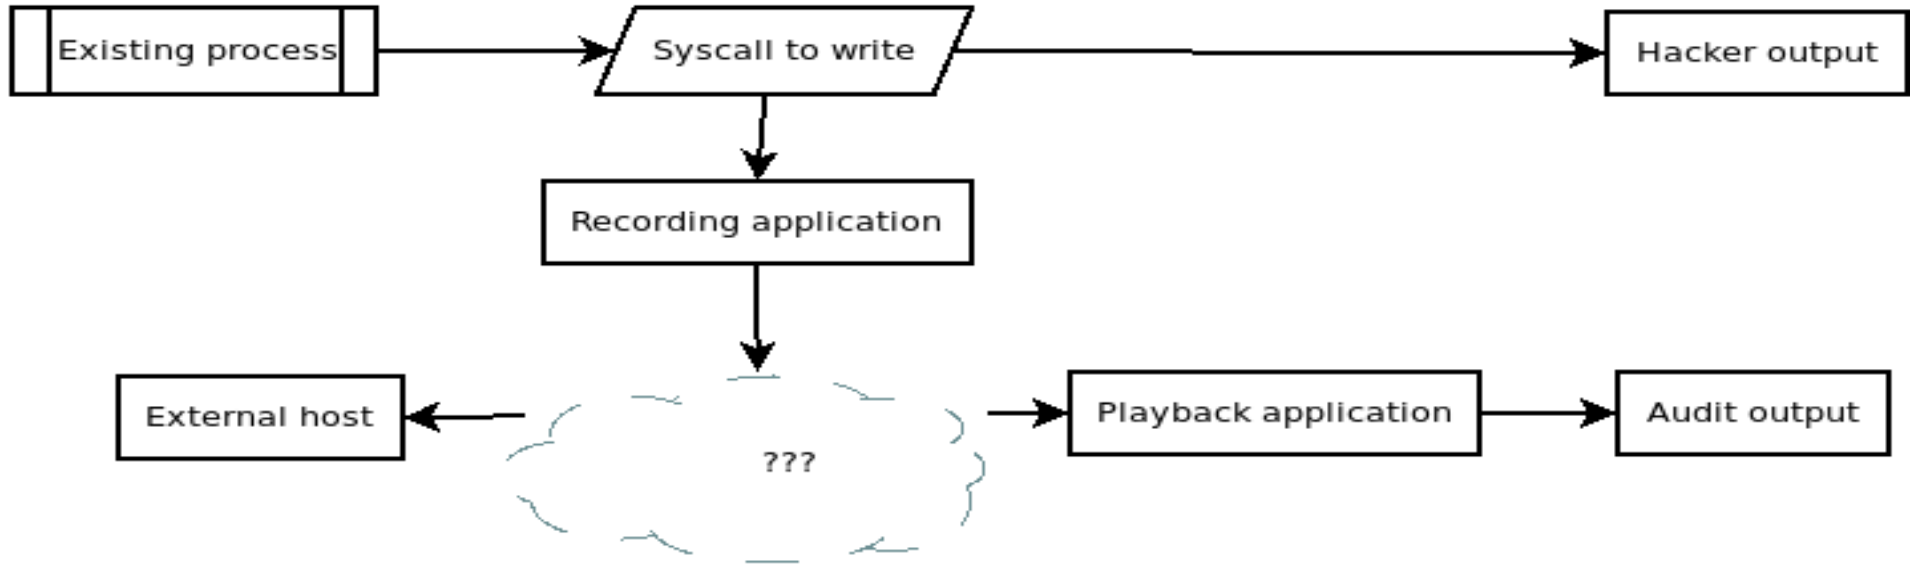 Existing process
Syscall to write
Hacker output
Recording application
External host
???
Playback application
Audit output